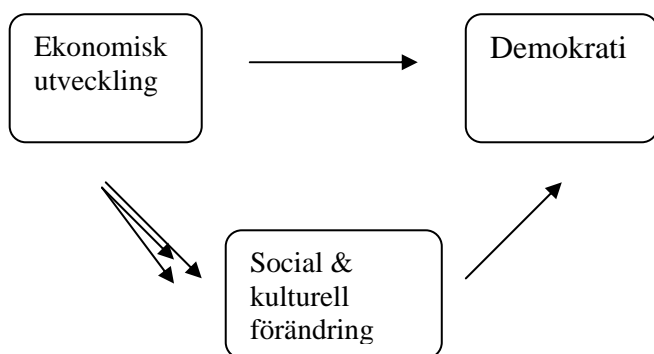 Ekonomisk
utveckling
Demokrati
Social &
kulturell
förändring